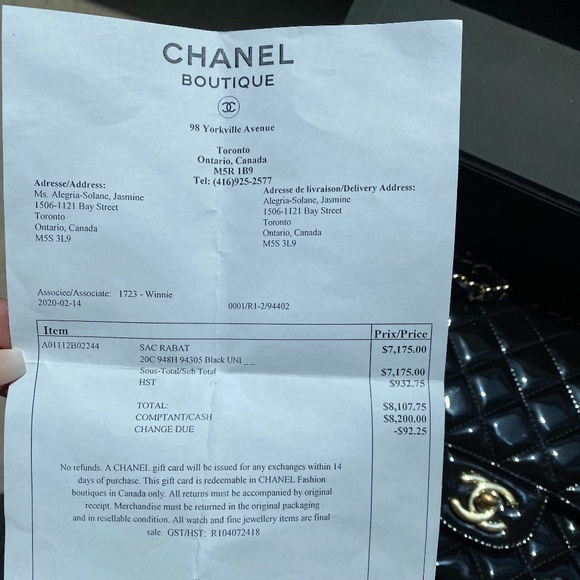 CHANEL
BOUTIQUE
98 Yorkville Avenue
Toronto
Ontario, Canada
M5R 1B9
Tel: (416)925-2577
Adresse/Address:
Ms. Alegria-Solane, Jasmine
1506-1121 Bay Street
Toronto
Ontario, Canada
M5S 3L9
Adresse de livraison/Delivery Address:
Alegria-Solane, Jasmine
1506-1121 Bay Street
Toronto
Ontario, Canada
M5S 3L9
Associee/Associate: 1723 - Winnie
2020-02-14 0001/R1-2/94402
Item Prix/Price
A01112B02244 SAC RABAT $7,175.00
20C 948H 94305 Black UNI _ _
Sous-Total/Sub Total $7,175.00
HST $932.75
TOTAL: $8,107.75
COMPTANT/CASH $8,200.00
CHANGE DUE -$92.25
No refunds. A CHANEL gift card will be issued for any exchanges within 14
days of purchase. This gift card is redeemable in CHANEL Fashion
boutiques in Canada only. All returns must be accompanied by original
receipt. Merchandise must be returned in the original packaging
and in resellable condition. All watch and fine jewellery items are final
sale. GST/HST: R104072418